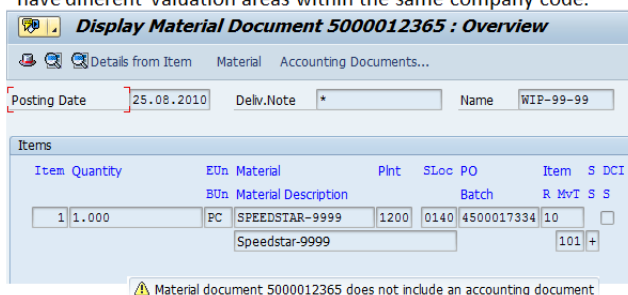 have different valuation areas within the same company code.
Display Material Document 5000012365 : Overview
Details from Item Material Accounting Documents...
Posting Date 25.08.2010 Deliv.Note * Name WIP-99-99
Items
Item Quantity EUn Material Plnt SLoc PO Item S DCI
BUn Material Description Batch R MvT S S
1 1.000 PC SPEEDSTAR-9999 1200 0140 4500017334 10
Speedstar-9999 101 +
Material document 5000012365 does not include an accounting document